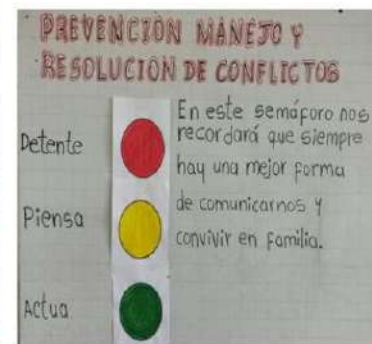 PREVENCIÓN MANEJO Y
RESOLUCIÓN DE CONFLICTOS
Detente
En este semáforo nos
recordará que siempre
hay una mejor forma
Piensa
de comunicarnos y
convivir en familia.
Actua